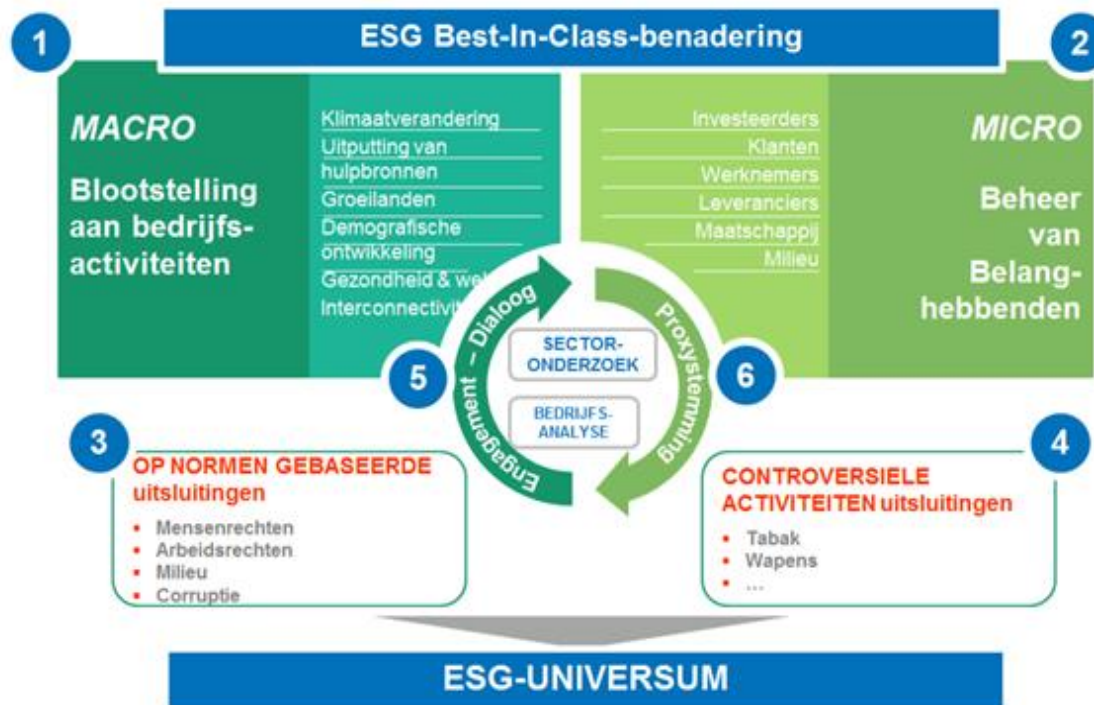 ESG Best-In-Class-benadering
1
2
MACRO
Blootstelling
aan bedrijfs-
activiteiten
Klimaatverandering
Uitputting van
hulpbronnen
Groeilanden
Demografische
ontwikkeling
Gezondheid &
Investeerders
Klanten
Werknemers
Leveranciers
Maatschappij
Milieu
MICRO
Beheer
van
Belang-
hebbenden
5
Engagement – Dialoog
SECTOR-
ONDERZOEK
BEDRIJFS-
ANALYSE
Proxystemming
6
3
OP NORMEN GEBASEERDE
uitsluitingen
Mensenrechten
Arbeidsrechten
Milieu
Corruptie
4
CONTROVERSIELE
ACTIVITEITEN uitsluitingen
Tabak
Wapens
...
ESG-UNIVERSUM